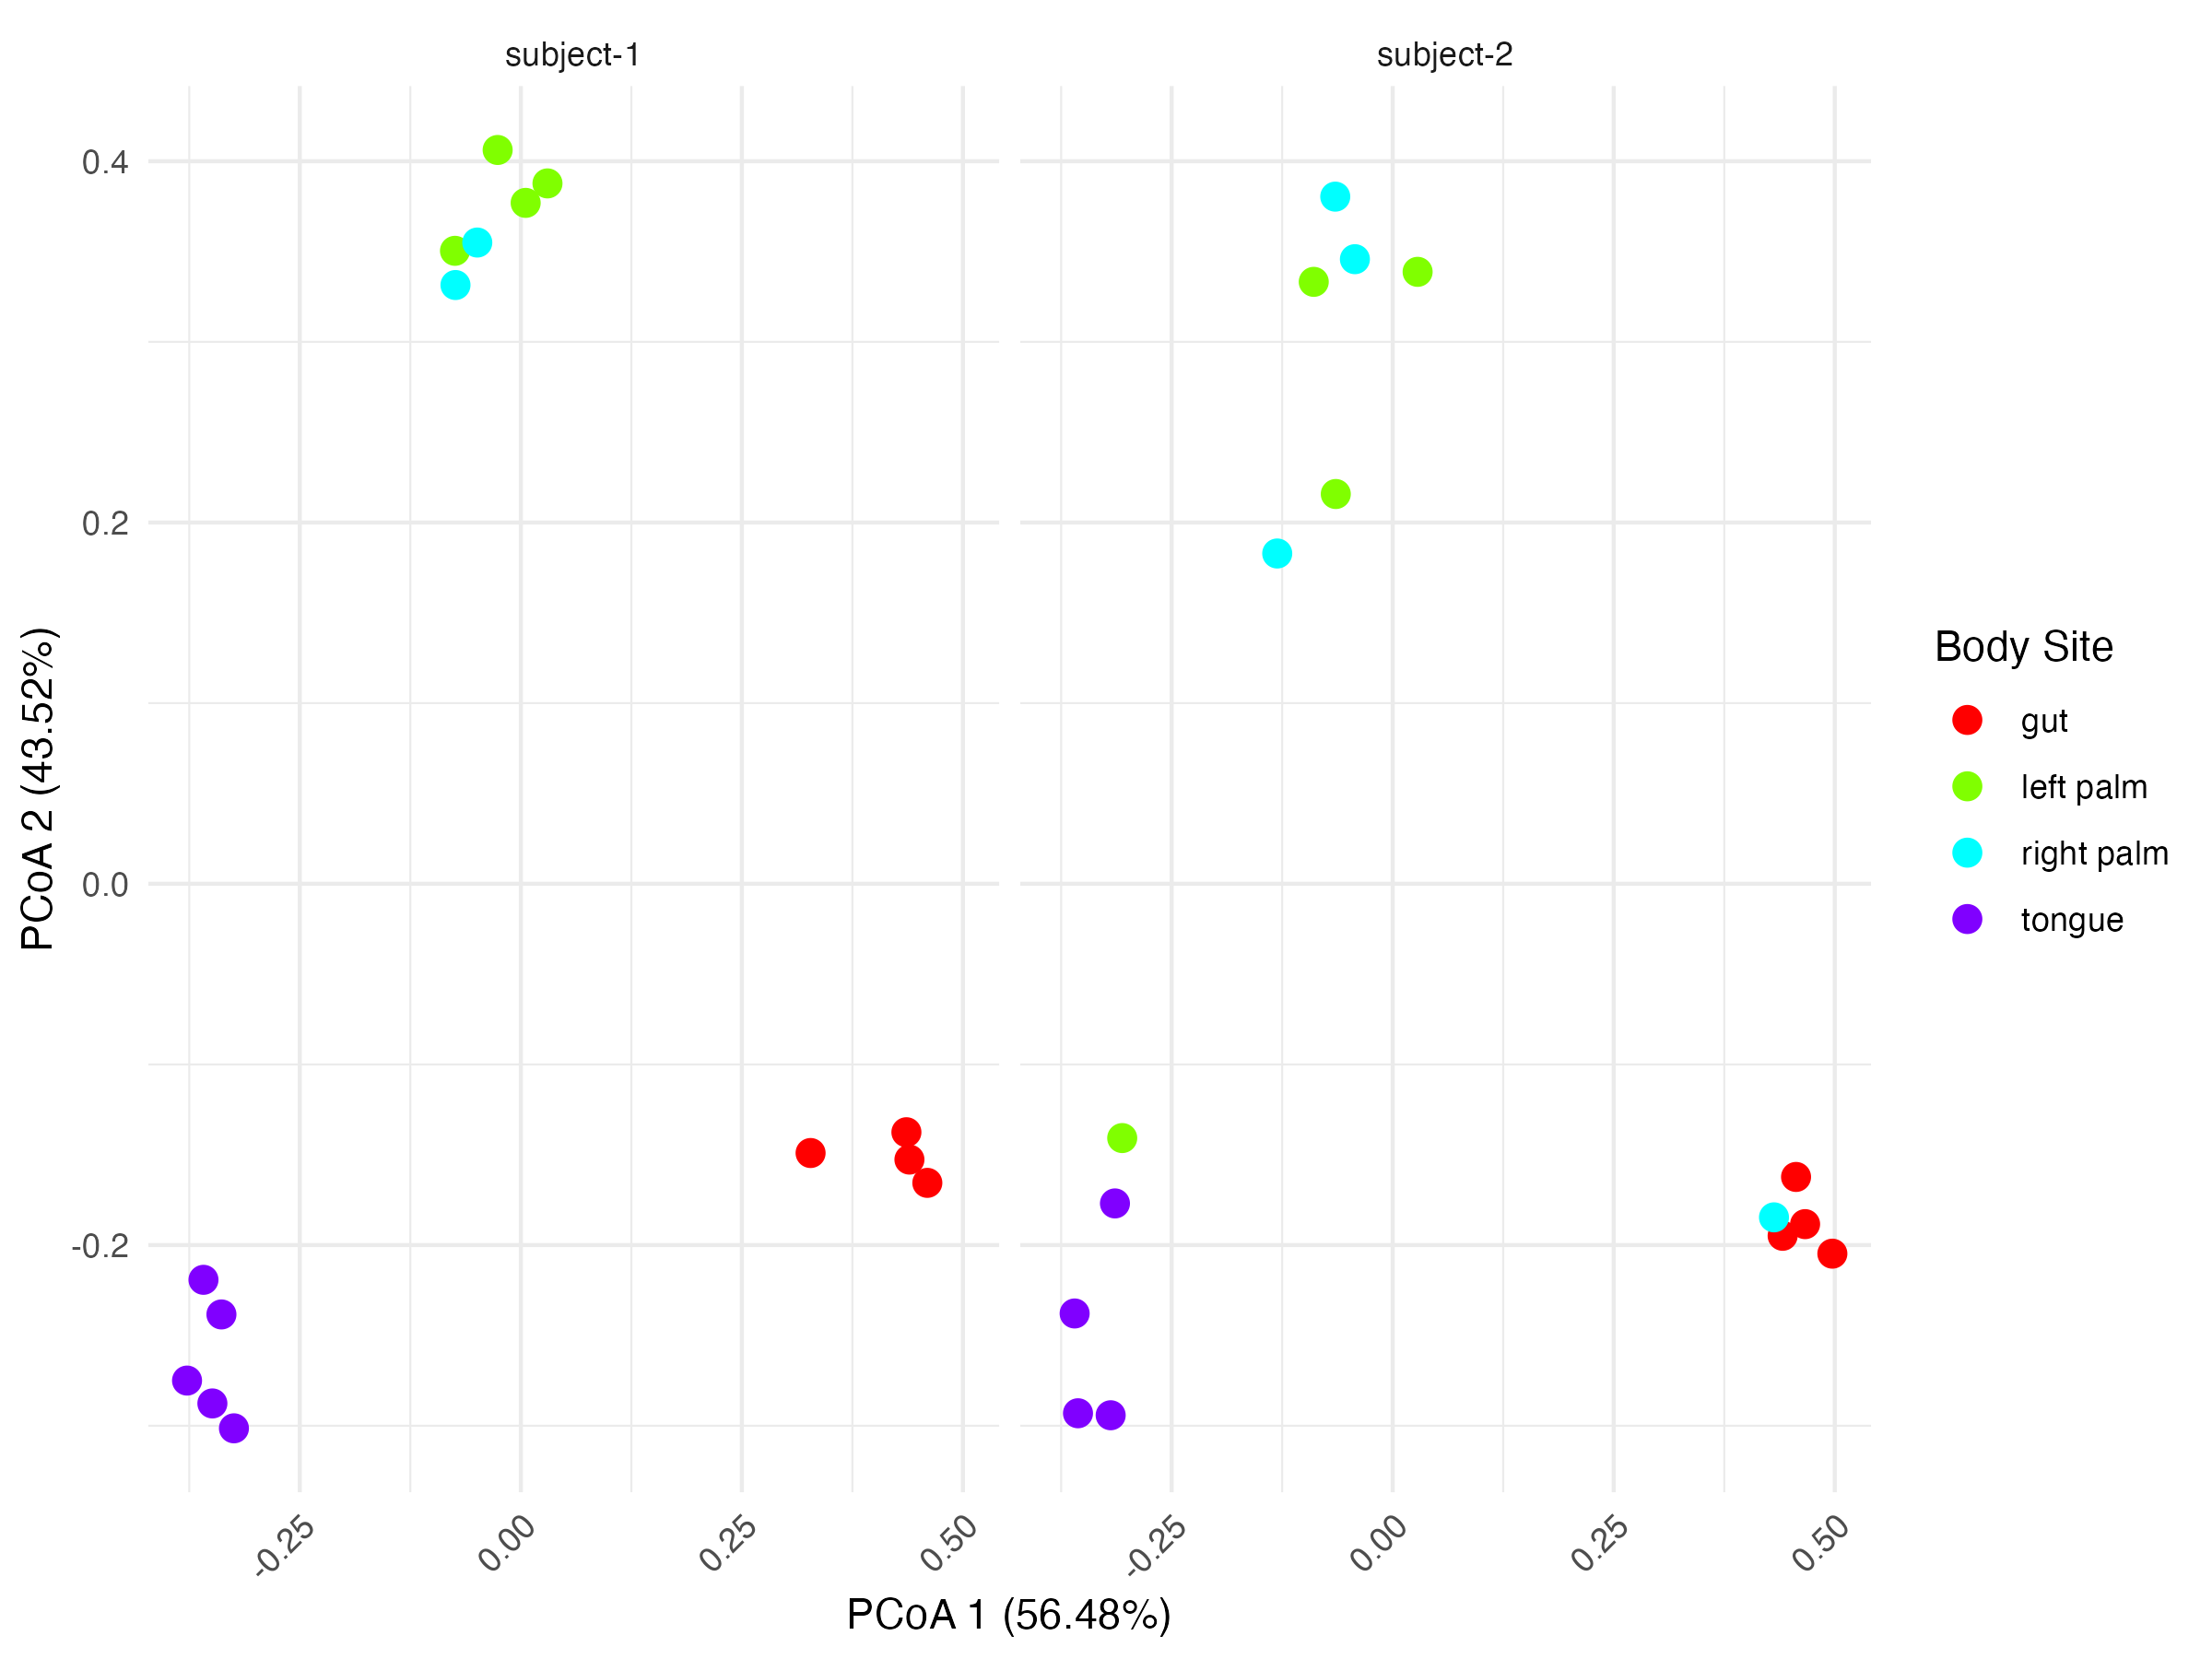 subject-1
subject-2
0.4
0.2
0.0
-0.2
PCoA 2 (43.52%)
-0.25
0.00
0.25
0.50
-0.25
0.00
0.25
0.50
PCoA 1 (56.48%)
Body Site
gut
left palm
right palm
tongue